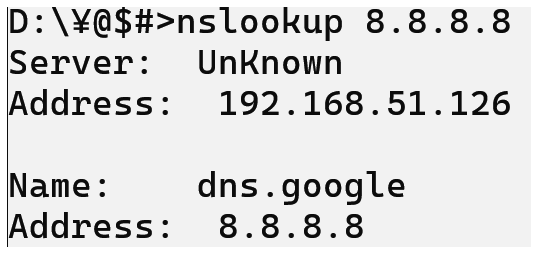 D:\¥@$#>nslookup 8.8.8.8
Server:  UnKnown
Address:  192.168.51.126

Name:    dns.google
Address:  8.8.8.8